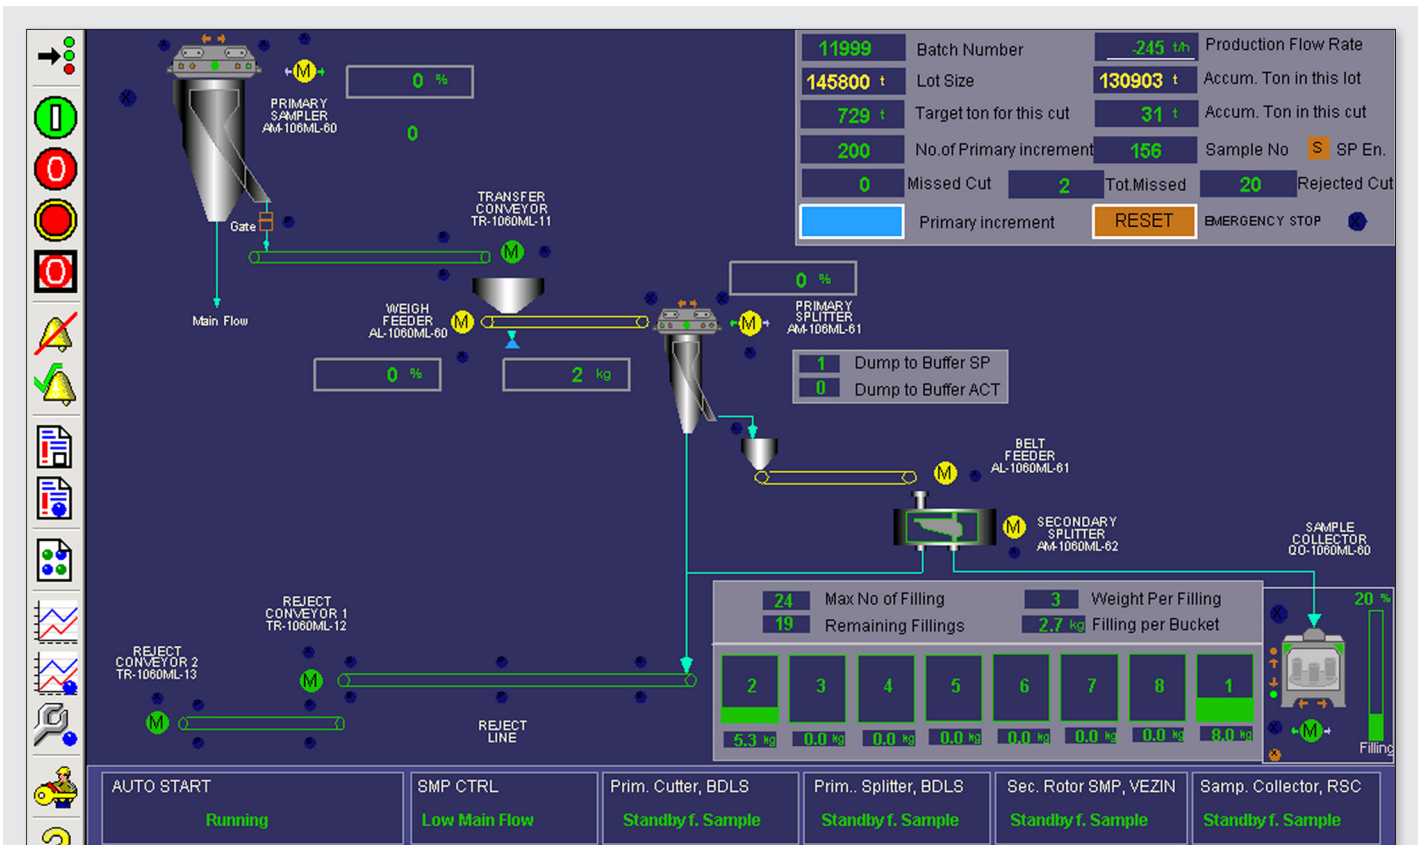 0 %
M
PRIMARY
SAMPLER
AM-106ML-60
0
11999 Batch Number -245 t/h Production Flow Rate
145800 t Lot Size 130903 t Accum. Ton in this lot
729 t Target ton for this cut 31 t Accum. Ton in this cut
200 No.of Primary increment 156 Sample No S SP En.
0 Missed Cut 2 Tot.Missed 20 Rejected Cut
Primary increment RESET EMERGENCY STOP
Gate
Main Flow
TRANSFER
CONVEYOR
TR-1060ML-11
M
WEIGH
FEEDER
AL-1060ML-60
M
0 %
2 kg
0 %
M
PRIMARY
SPLITTER
AM-106ML-61
1 Dump to Buffer SP
0 Dump to Buffer ACT
BELT
FEEDER
AL-1060ML-61
M
M
SECONDARY
SPLITTER
AM-1060ML-62
SAMPLE
COLLECTOR
QO-1060ML-60
REJECT
CONVEYOR 1
TR-1060ML-12
M
REJECT
CONVEYOR 2
TR-1060ML-13
M
REJECT
LINE
24 Max No of Filling 3 Weight Per Filling
19 Remaining Fillings 2.7 kg Filling per Bucket
2 3 4 5 6 7 8 1
5.3 kg 0.0 kg 0.0 kg 0.0 kg 0.0 kg 0.0 kg 0.0 kg 8.0 kg
20 %
M
Filling
AUTO START SMP CTRL Prim. Cutter, BDLS Prim.. Splitter, BDLS Sec. Rotor SMP, VEZIN Samp. Collector, RSC
Running Low Main Flow Standby f. Sample Standby f. Sample Standby f. Sample Standby f. Sample